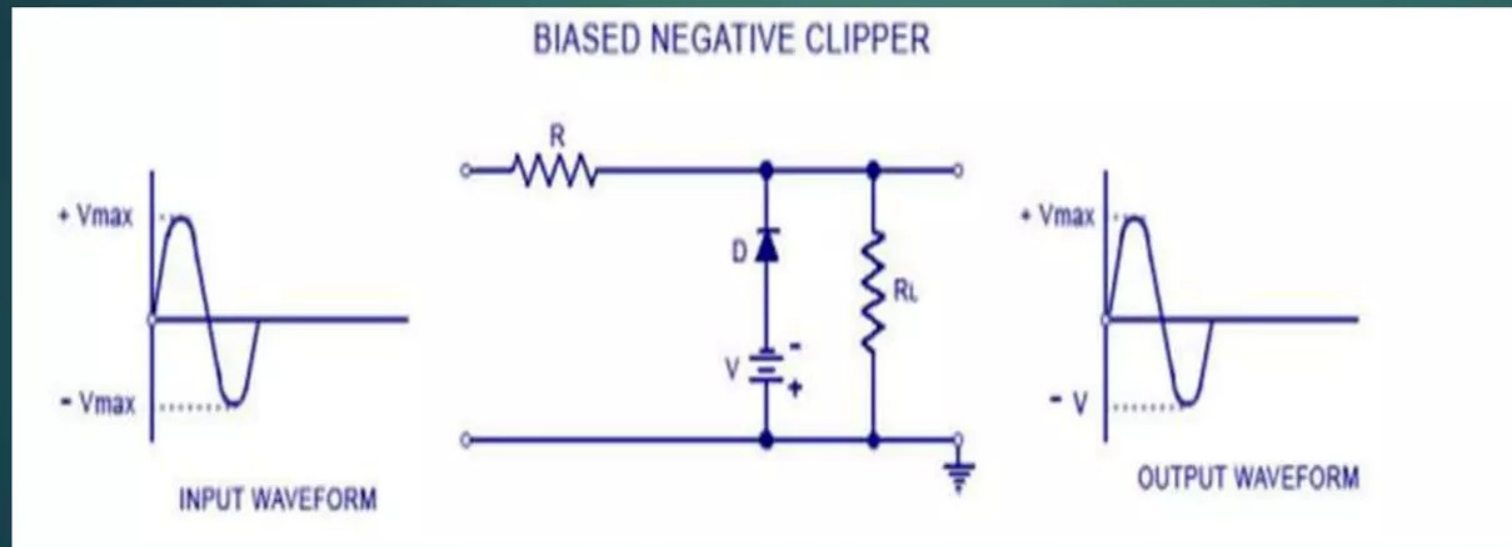 BIASED NEGATIVE CLIPPER
R
+ Vmax
- Vmax
INPUT WAVEFORM
D
V
-
+
RL
+ Vmax
- V
OUTPUT WAVEFORM